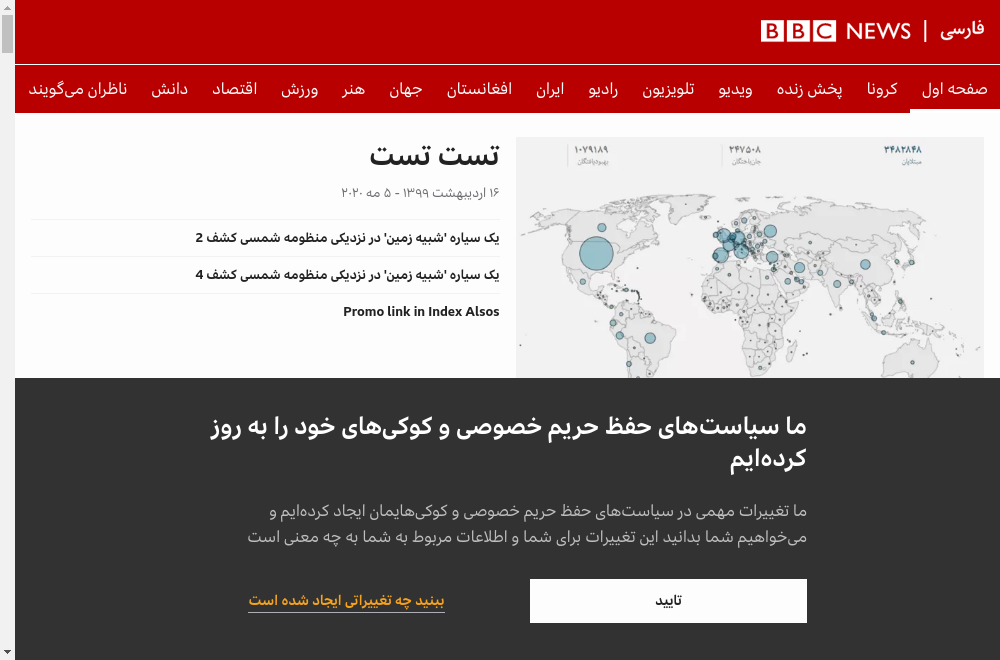 BBC NEWS | فارسی
صفحه اول کرونا پخش زنده ویدیو تلویزیون رادیو ایران افغانستان جهان هنر ورزش اقتصاد دانش ناظران می‌گویند
۳۴۸۲۸۴۸ ۲۴۷۵۰۸ ۱۰۷۹۱۸۹
مبتلایان جان‌باختگان بهبودیافتگان
تست تست
۱۶ اردیبهشت ۱۳۹۹ - ۵ مه ۲۰۲۰
یک سیاره 'شبیه زمین' در نزدیکی منظومه شمسی کشف 2
یک سیاره 'شبیه زمین' در نزدیکی منظومه شمسی کشف 4
Promo link in Index Alsos
ما سیاست‌های حفظ حریم خصوصی و کوکی‌های خود را به روز
کرده‌ایم
ما تغییرات مهمی در سیاست‌های حفظ حریم خصوصی و کوکی‌هایمان ایجاد کرده‌ایم و
می‌خواهیم شما بدانید این تغییرات برای شما و اطلاعات مربوط به شما به چه معنی است
تایید
ببنید چه تغییراتی ایجاد شده است